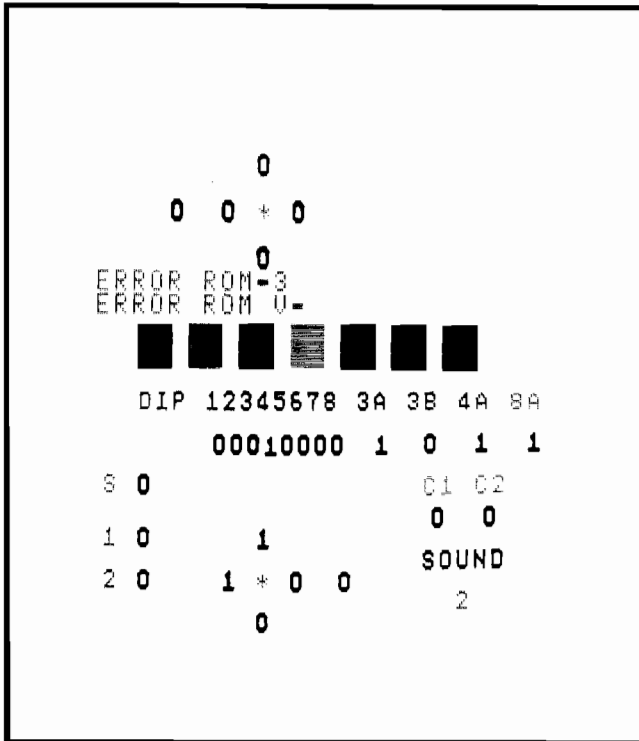 0
0 0 * 0
0
ERROR ROM-3
ERROR ROM V-
DIP 12345678 3A 3B 4A 8A
00010000 1 0 1 1
S 0 C1 C2
0 0
1 0 1
SOUND
2 0 1 * 0 0
2
0